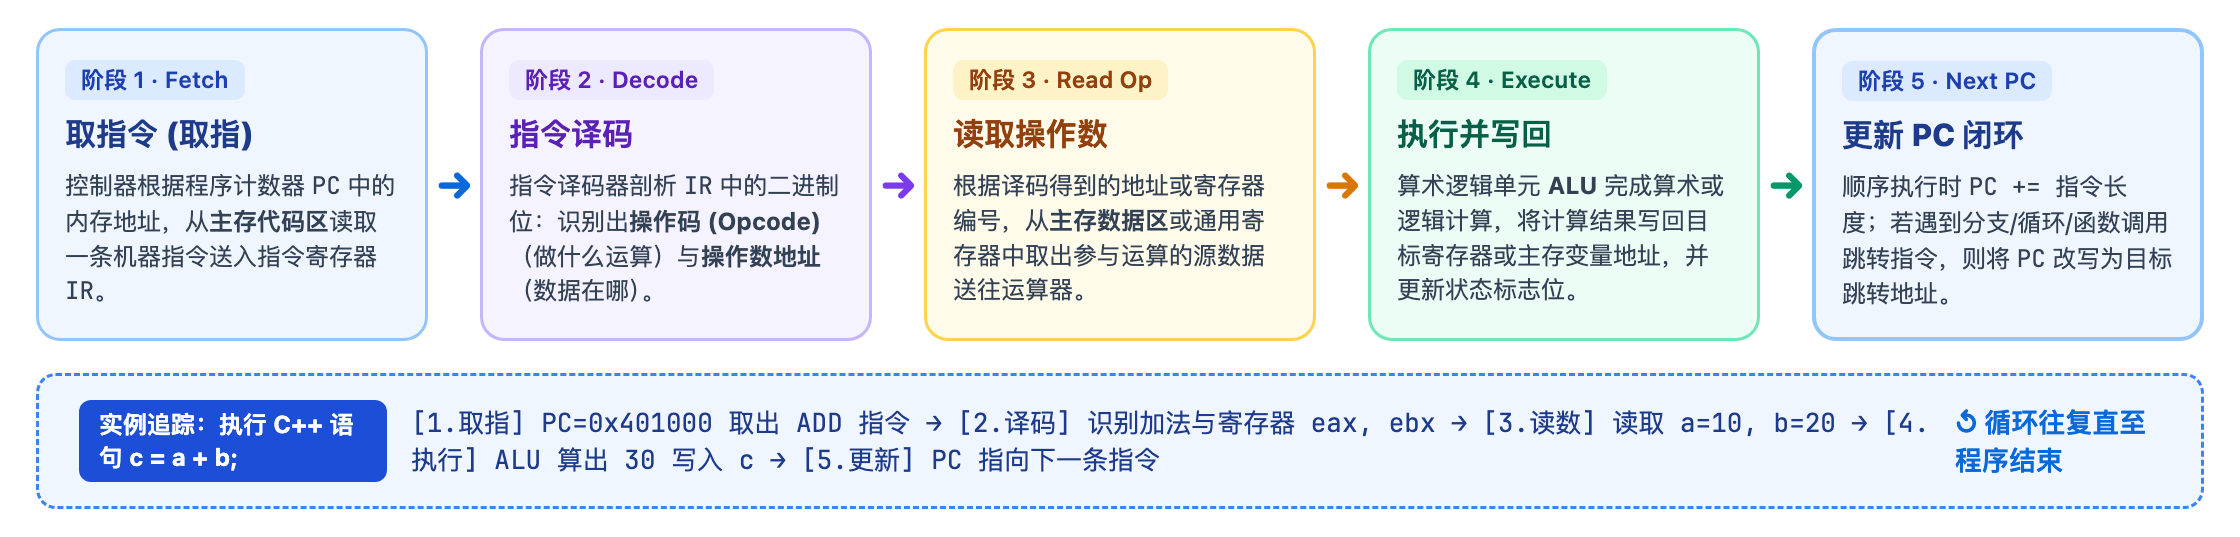 阶段 1 · Fetch
取指令 (取指)
控制器根据程序计数器 PC 中的
内存地址，从主存代码区读取
一条机器指令送入指令寄存器
IR。
阶段 2 · Decode
指令译码
指令译码器剖析 IR 中的二进制
位：识别出操作码 (Opcode)
（做什么运算）与操作数地址
（数据在哪）。
阶段 3 · Read Op
读取操作数
根据译码得到的地址或寄存器
编号，从主存数据区或通用寄
存器中取出参与运算的源数据
送往运算器。
阶段 4 · Execute
执行并写回
算术逻辑单元 ALU 完成算术或
逻辑计算，将计算结果写回目
标寄存器或主存变量地址，并
更新状态标志位。
阶段 5 · Next PC
更新 PC 闭环
顺序执行时 PC += 指令长
度；若遇到分支/循环/函数调用
跳转指令，则将 PC 改写为目标
跳转地址。
实例追踪：执行 C++ 语
句 c = a + b;
[1.取指] PC=0x401000 取出 ADD 指令 → [2.译码] 识别加法与寄存器 eax, ebx → [3.读数] 读取 a=10, b=20 → [4.
执行] ALU 算出 30 写入 c → [5.更新] PC 指向下一条指令
↺ 循环往复直至
程序结束